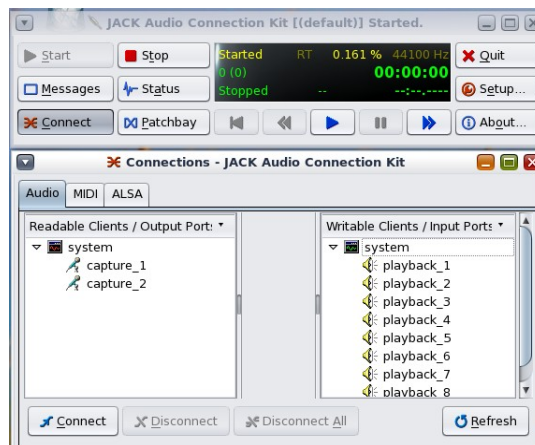 JACK Audio Connection Kit [(default)] Started.
Start
Stop
Started RT 0.161 % 44100 Hz
0 (0) 00:00:00
Stopped -- --:--.----
Quit
Messages
Status
Setup...
Connect
Patchbay
About...
Connections - JACK Audio Connection Kit
Audio MIDI ALSA
Readable Clients / Output Ports
system
capture_1
capture_2
Writable Clients / Input Ports
system
playback_1
playback_2
playback_3
playback_4
playback_5
playback_6
playback_7
playback_8
Connect Disconnect Disconnect All Refresh